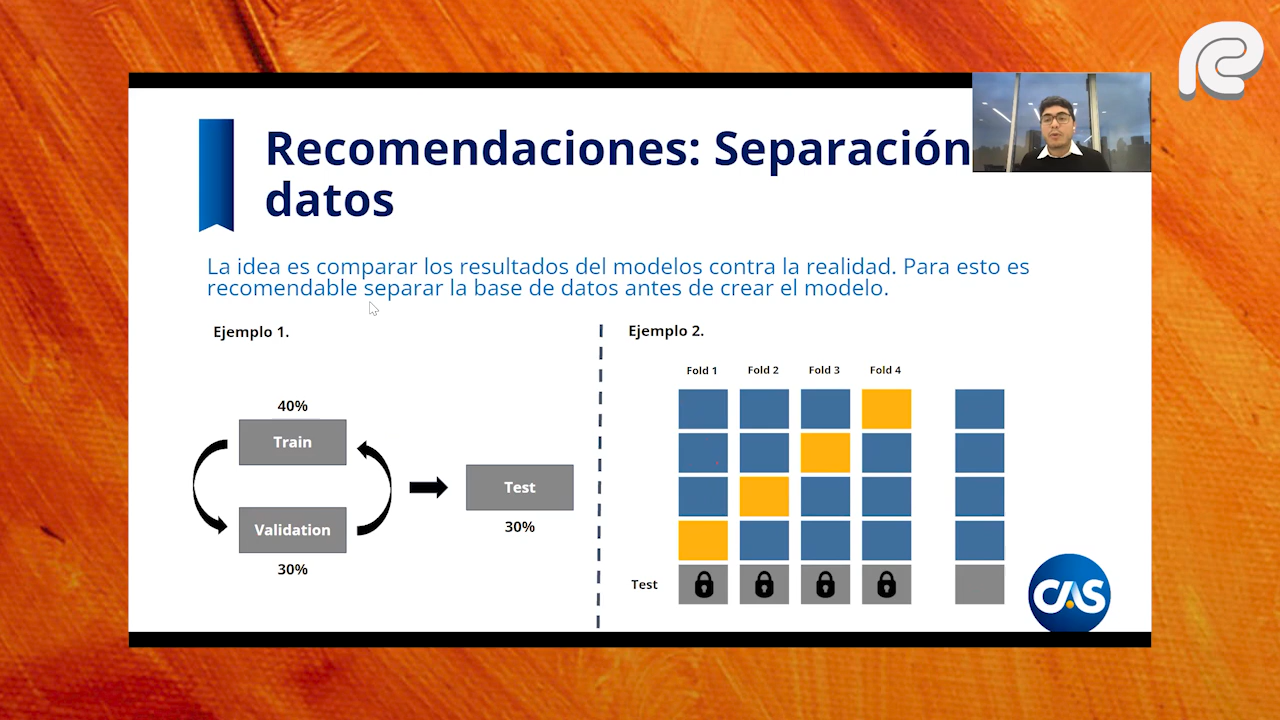 Recomendaciones: Separación
datos
La idea es comparar los resultados del modelos contra la realidad. Para esto es
recomendable separar la base de datos antes de crear el modelo.
Ejemplo 1.
40%
Train
Validation
30%
Test
30%
Ejemplo 2.
Fold 1 Fold 2 Fold 3 Fold 4
Test
CAS